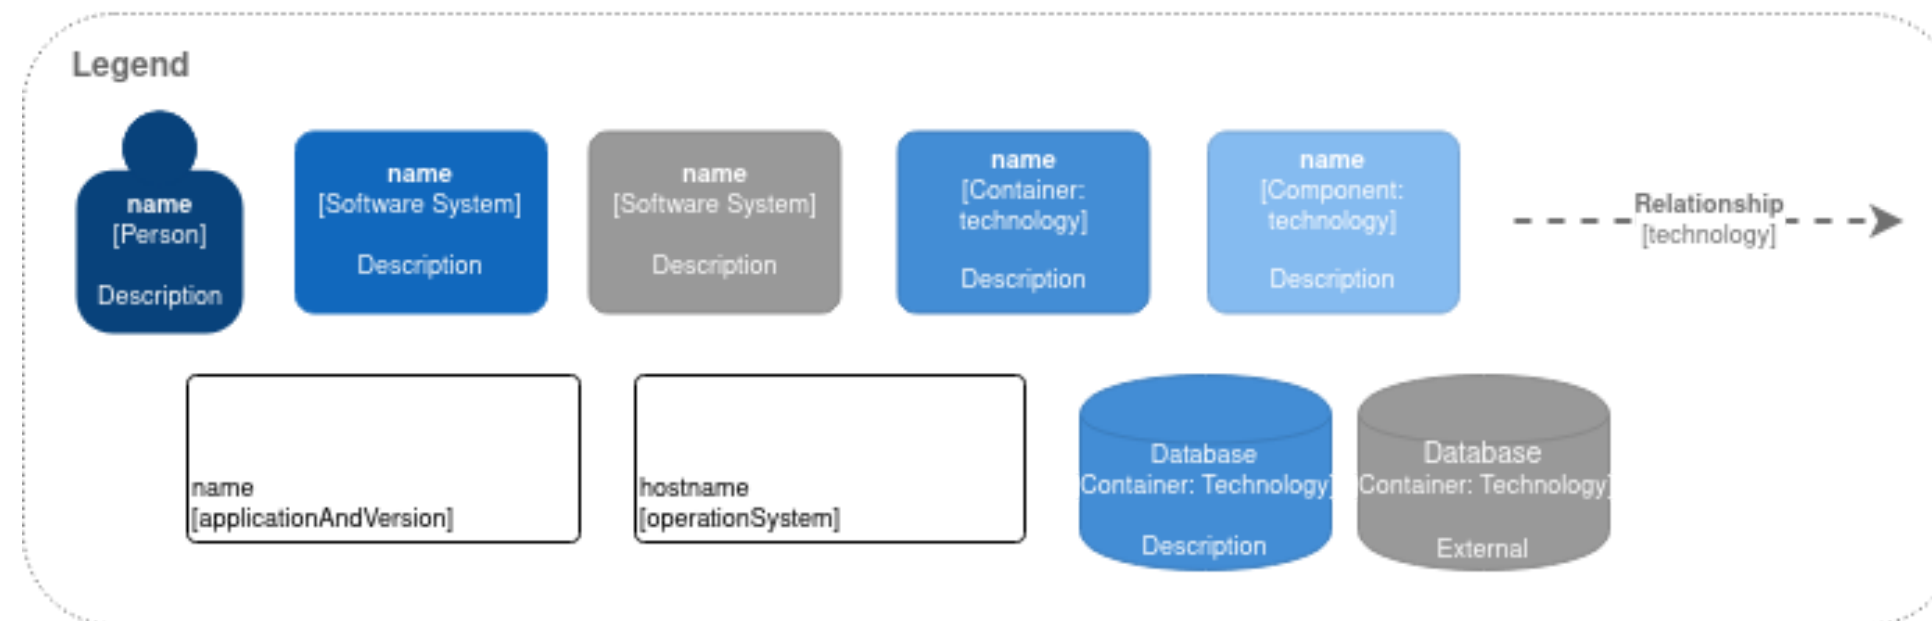 Legend
name
[Person]
Description
name
[Software System]
Description
name
[Software System]
Description
name
[Container:
technology]
Description
name
[Component:
technology]
Description
Relationship
[technology]
name
[applicationAndVersion]
hostname
[operationSystem]
Database
[Container: Technology]
Description
Database
[Container: Technology]
External